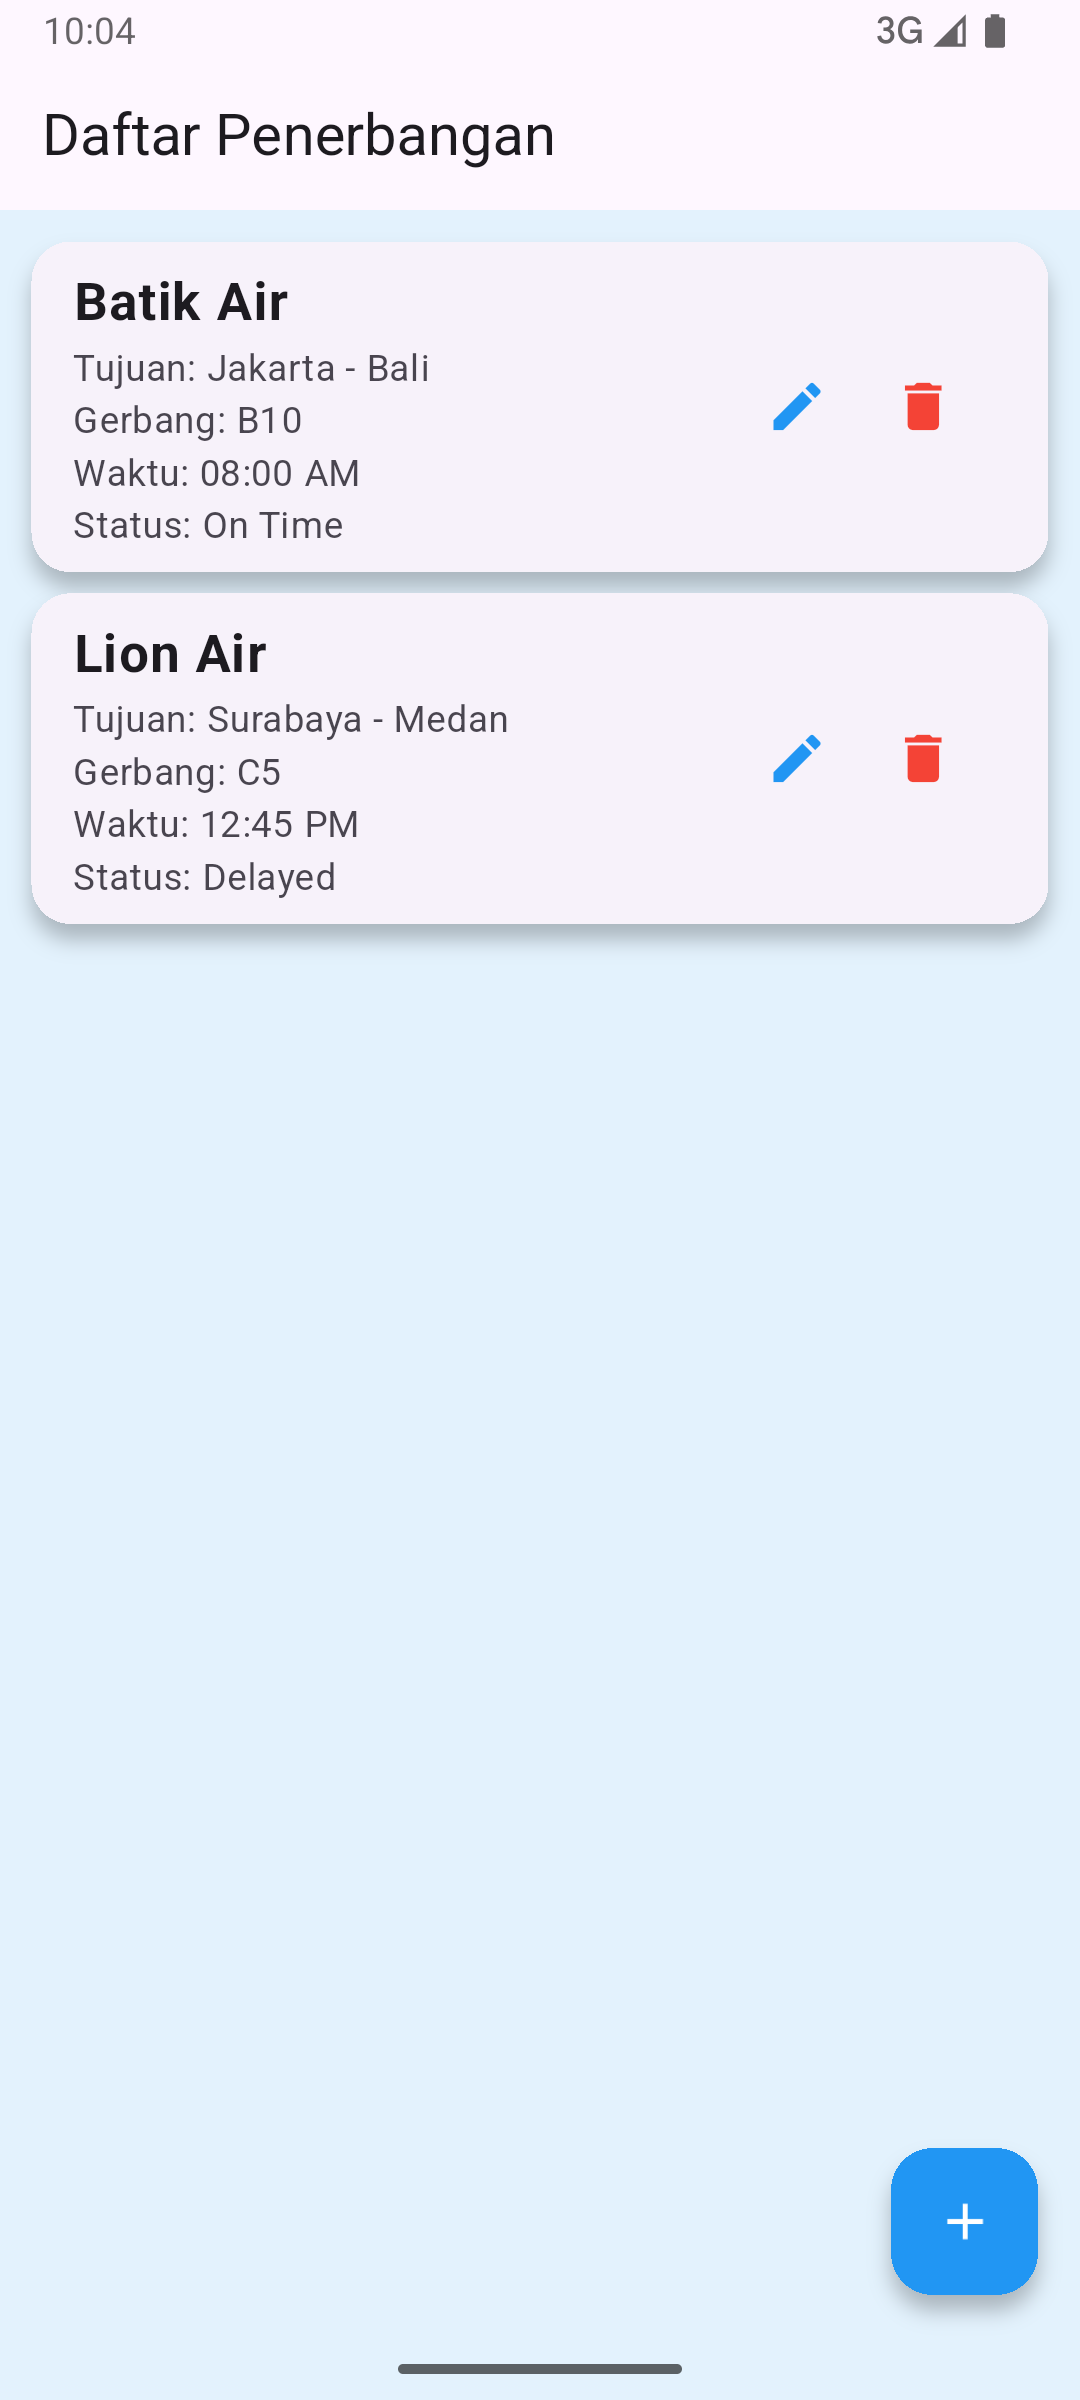 10:04
3G
Daftar Penerbangan
Batik Air
Tujuan: Jakarta - Bali
Gerbang: B10
Waktu: 08:00 AM
Status: On Time
Lion Air
Tujuan: Surabaya - Medan
Gerbang: C5
Waktu: 12:45 PM
Status: Delayed